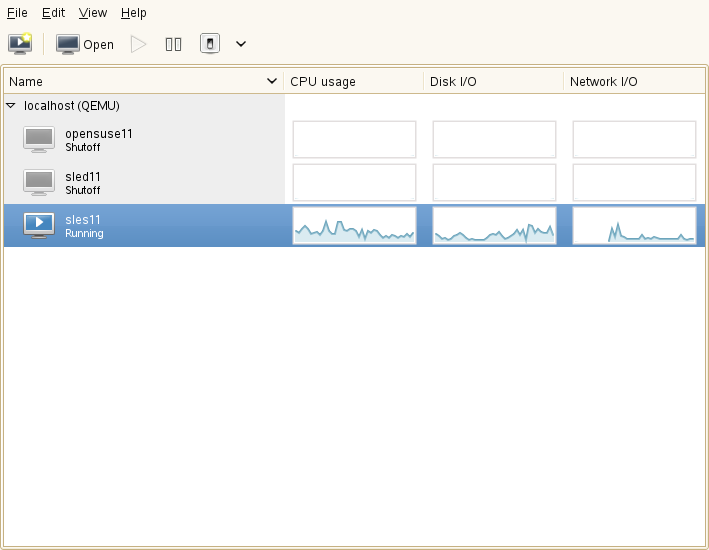 File Edit View Help
Open
Name CPU usage Disk I/O Network I/O
localhost (QEMU)
opensuse11
Shutoff
sled11
Shutoff
sles11
Running